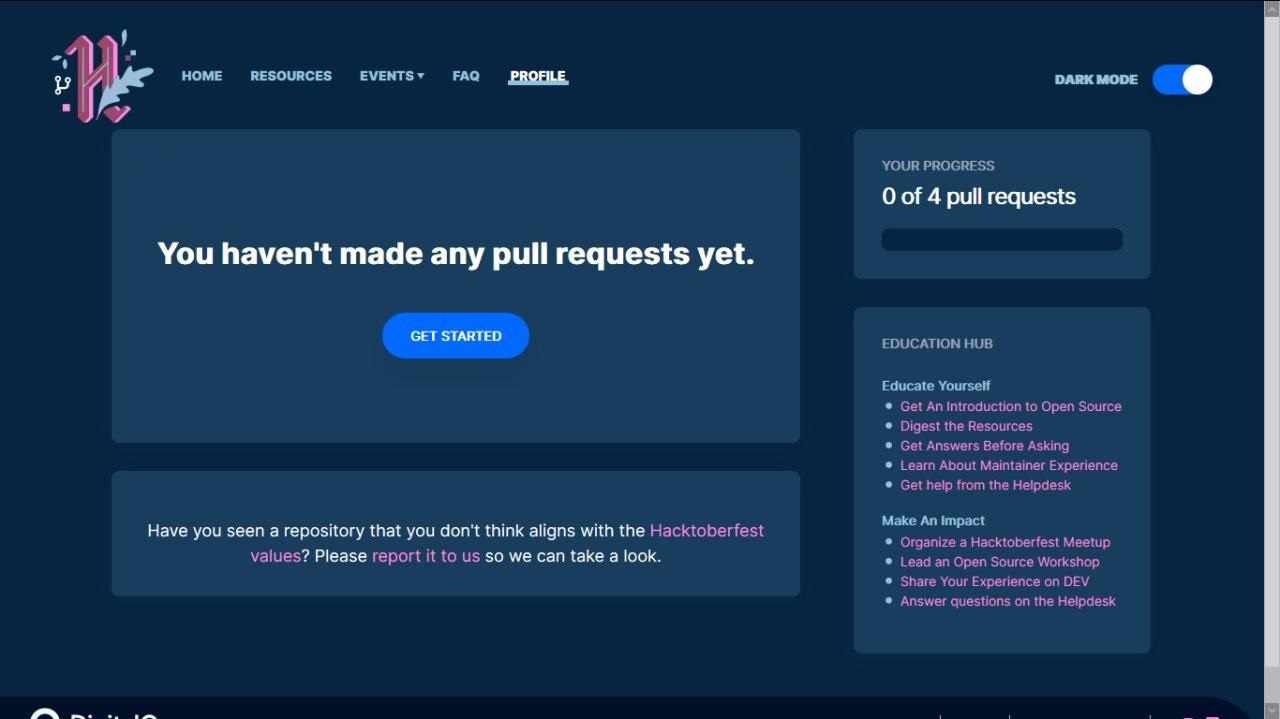 HOME RESOURCES EVENTS FAQ PROFILE DARK MODE
You haven't made any pull requests yet.
GET STARTED
Have you seen a repository that you don't think aligns with the Hacktoberfest
values? Please report it to us so we can take a look.
YOUR PROGRESS
0 of 4 pull requests
EDUCATION HUB
Educate Yourself
Get An Introduction to Open Source
Digest the Resources
Get Answers Before Asking
Learn About Maintainer Experience
Get help from the Helpdesk
Make An Impact
Organize a Hacktoberfest Meetup
Lead an Open Source Workshop
Share Your Experience on DEV
Answer questions on the Helpdesk